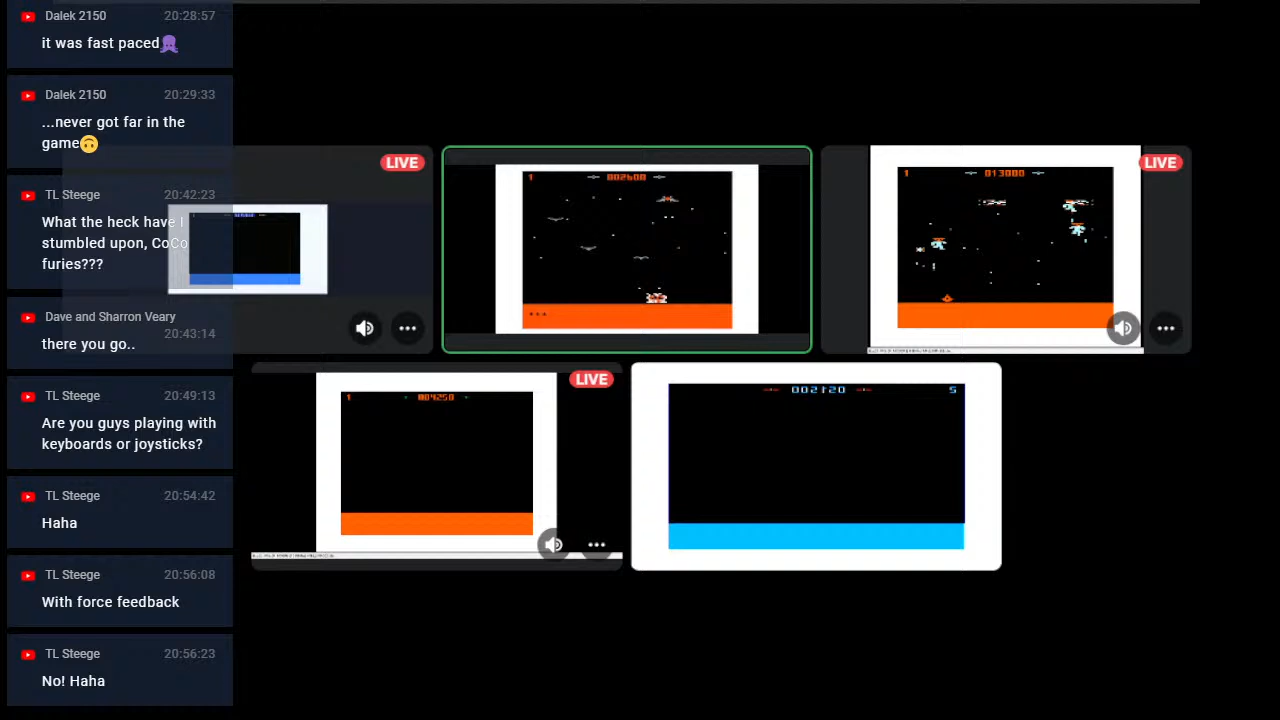 Dalek 2150 20:28:57
it was fast paced
Dalek 2150 20:29:33
...never got far in the
game
TL Steege 20:42:23
What the heck have I
stumbled upon, CoCo
furies???
Dave and Sharron Veary
20:43:14
there you go..
TL Steege 20:49:13
Are you guys playing with
keyboards or joysticks?
TL Steege 20:54:42
Haha
TL Steege 20:56:08
With force feedback
TL Steege 20:56:23
No! Haha
LIVE
1 002600
LIVE
1 013000
LIVE
1 004250
002120 5